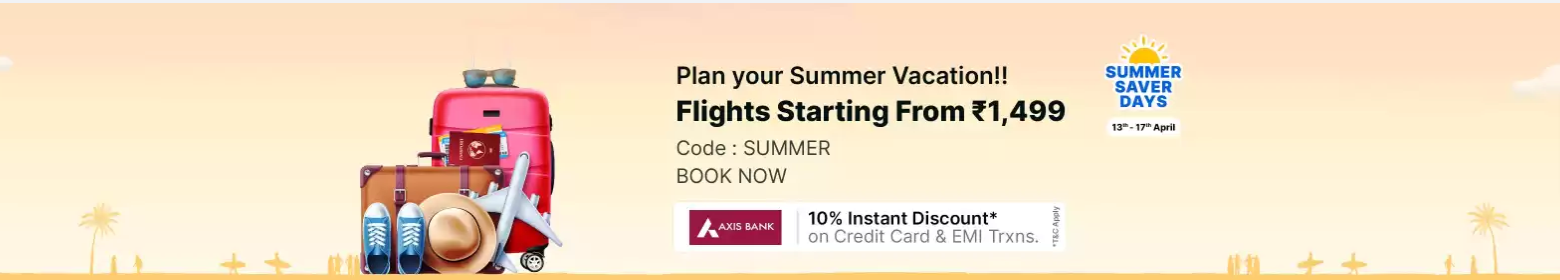 Plan your Summer Vacation!!
Flights Starting From ₹1,499
Code : SUMMER
BOOK NOW
AXIS BANK
10% Instant Discount*
on Credit Card & EMI Trxns.
*T&C Apply
SUMMER
SAVER
DAYS
13th - 17th April